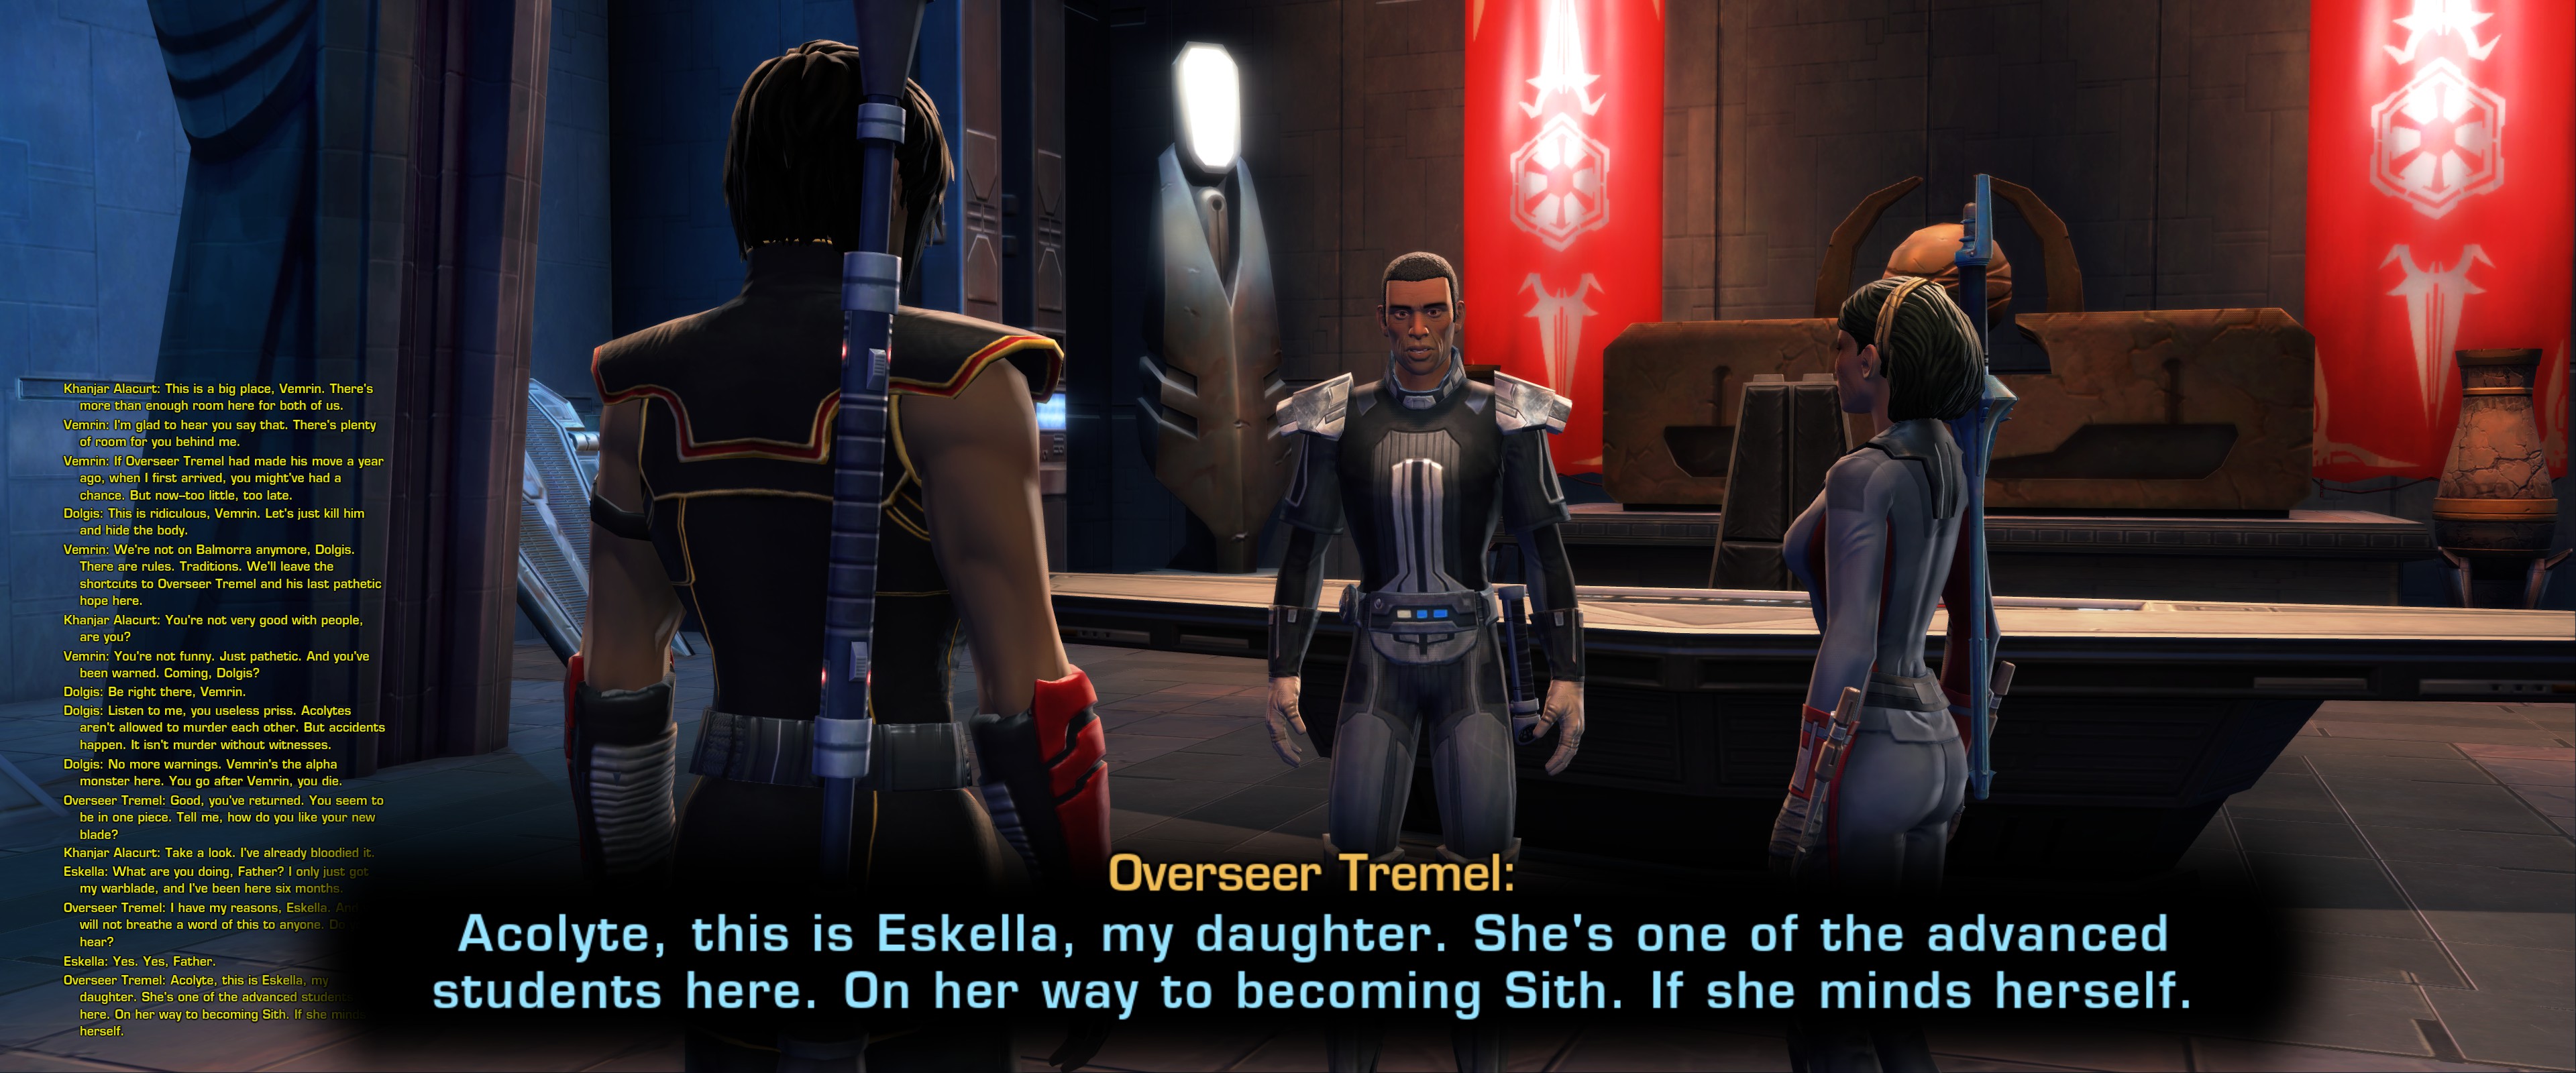 Khanjar Alacurt: This is a big place, Vemrin. There's
more than enough room here for both of us.
Vemrin: I'm glad to hear you say that. There's plenty
of room for you behind me.
Vemrin: If Overseer Tremel had made his move a year
ago, when I first arrived, you might've had a
chance. But now–too little, too late.
Dolgis: This is ridiculous, Vemrin. Let's just kill him
and hide the body.
Vemrin: We're not on Balmorra anymore, Dolgis.
There are rules. Traditions. We'll leave the
shortcuts to Overseer Tremel and his last pathetic
hope here.
Khanjar Alacurt: You're not very good with people,
are you?
Vemrin: You're not funny. Just pathetic. And you've
been warned. Coming, Dolgis?
Dolgis: Be right there, Vemrin.
Dolgis: Listen to me, you useless priss. Acolytes
aren't allowed to murder each other. But accidents
happen. It isn't murder without witnesses.
Dolgis: No more warnings. Vemrin's the alpha
monster here. You go after Vemrin, you die.
Overseer Tremel: Good, you've returned. You seem to
be in one piece. Tell me, how do you like your new
blade?
Khanjar Alacurt: Take a look. I've already bloodied it.
Eskella: What are you doing, Father? I only just got
my warblade, and I've been here six months.
Overseer Tremel: I have my reasons, Eskella.
will not breathe a word of this to anyone. Do
hear?
Eskella: Yes. Yes, Father.
Overseer Tremel: Acolyte, this is Eskella, my
daughter. She's one of the advanced students
here. On her way to becoming Sith. If she minds
herself.
Overseer Tremel:
Acolyte, this is Eskella, my daughter. She's one of the advanced
students here. On her way to becoming Sith. If she minds herself.